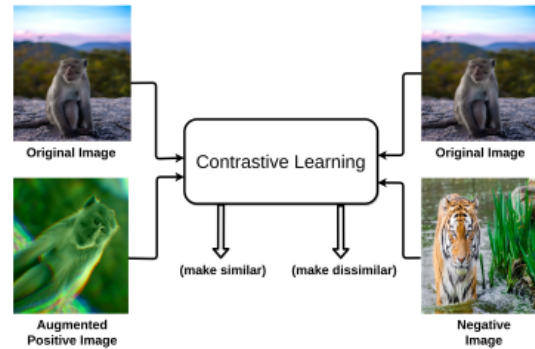 Original Image
Original Image
Contrastive Learning
(make similar)
(make dissimilar)
Augmented
Positive Image
Negative
Image